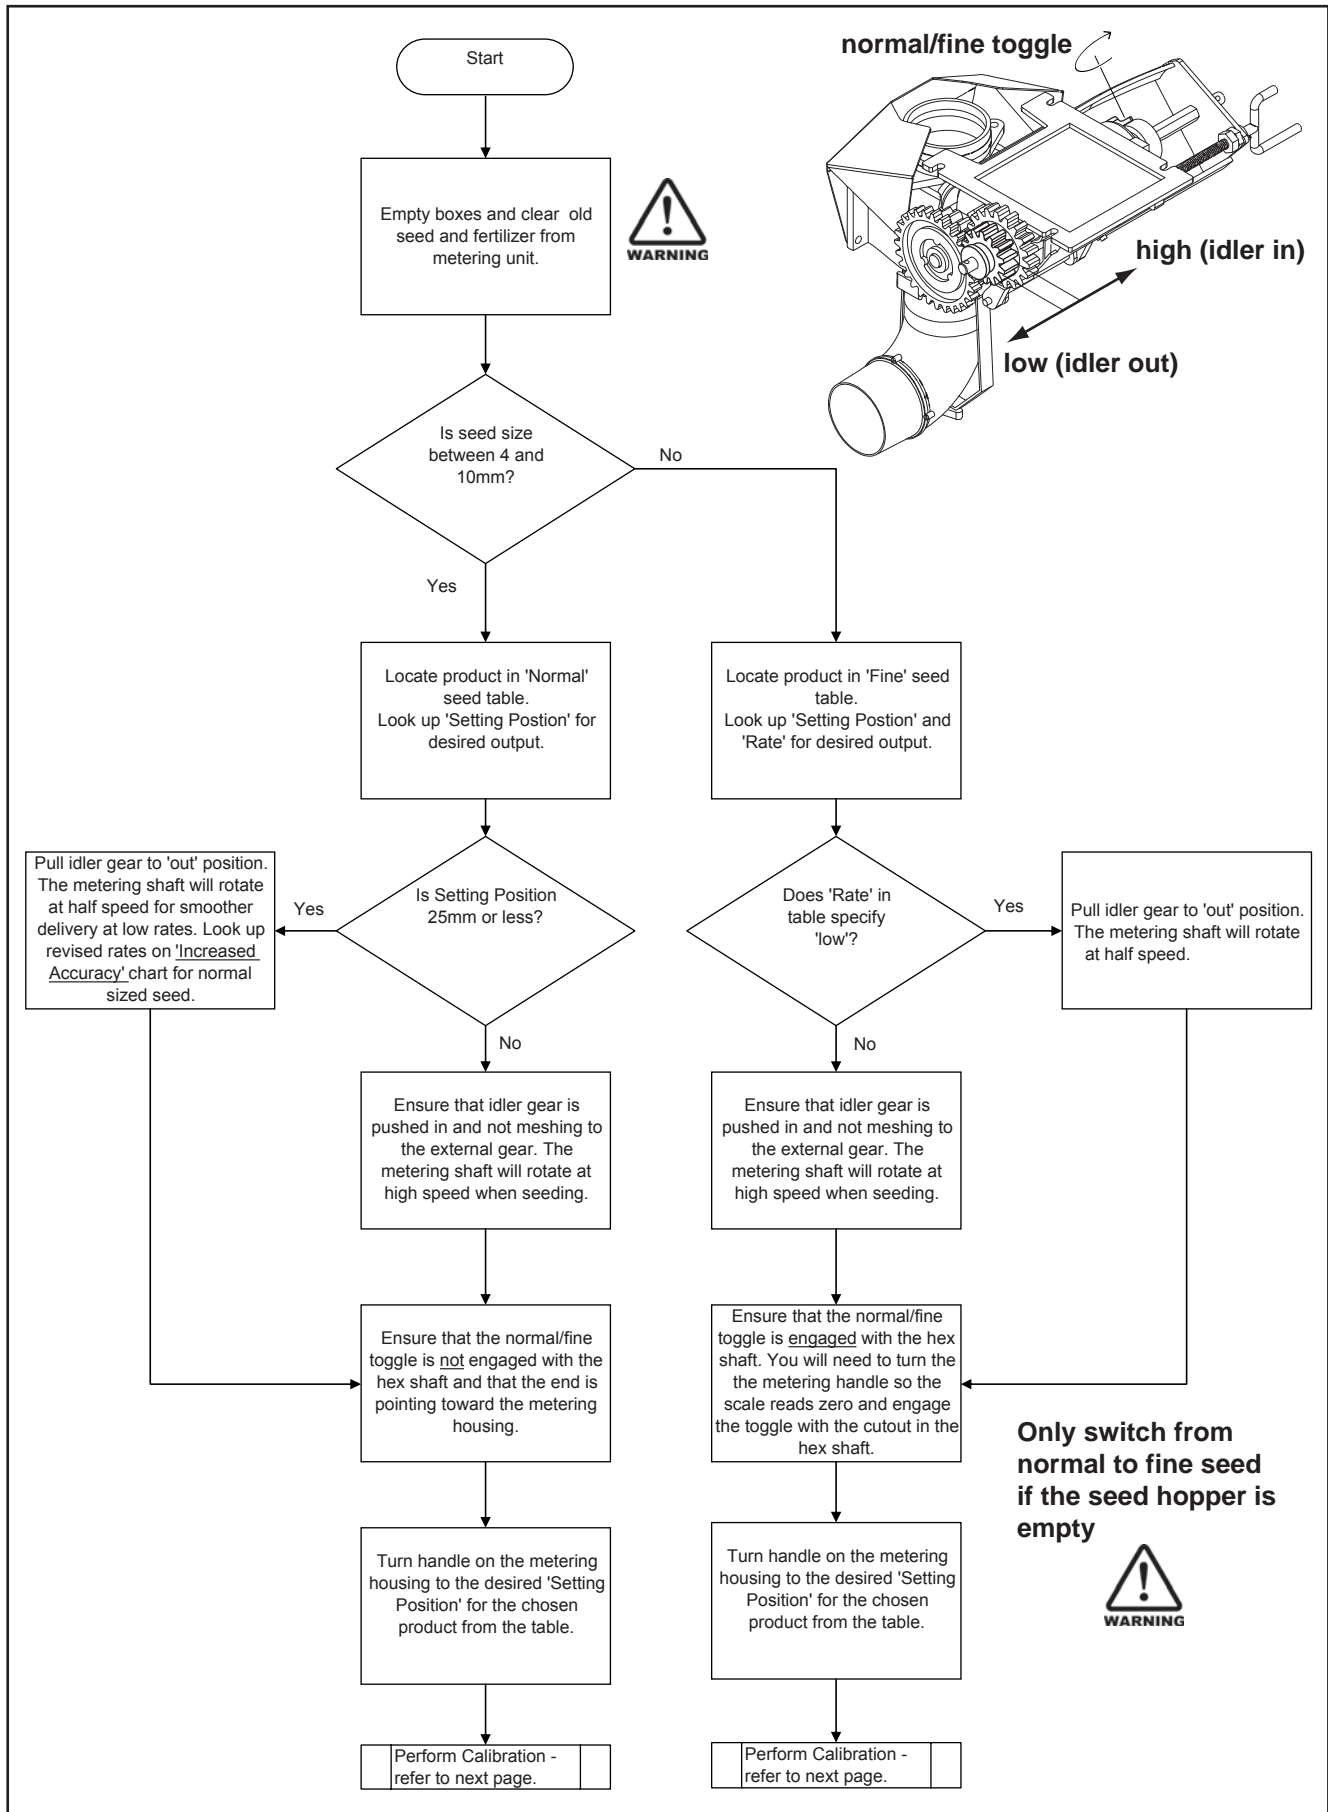 Start
normal/fine toggle
Empty boxes and clear  old
seed and fertilizer from
metering unit.
WARNING
high (idler in)
low (idler out)
Is seed size
between 4 and
10mm?
No
Yes
Locate product in 'Normal'
seed table.
Look up 'Setting Postion' for
desired output.
Locate product in 'Fine' seed
table.
Look up 'Setting Postion' and
'Rate' for desired output.
Pull idler gear to 'out' position.
The metering shaft will rotate
at half speed for smoother
delivery at low rates. Look up
revised rates on 'Increased
Accuracy' chart for normal
sized seed.
Yes
Is Setting Position
25mm or less?
No
Does 'Rate' in
table specify
'low'?
Yes
No
Pull idler gear to 'out' position.
The metering shaft will rotate
at half speed.
Ensure that idler gear is
pushed in and not meshing to
the external gear. The
metering shaft will rotate at
high speed when seeding.
Ensure that idler gear is
pushed in and not meshing to
the external gear. The
metering shaft will rotate at
high speed when seeding.
Ensure that the normal/fine
toggle is not engaged with the
hex shaft and that the end is
pointing toward the metering
housing.
Ensure that the normal/fine
toggle is engaged with the hex
shaft. You will need to turn the
the metering handle so the
scale reads zero and engage
the toggle with the cutout in the
hex shaft.
Only switch from
normal to fine seed
if the seed hopper is
empty
WARNING
Turn handle on the metering
housing to the desired 'Setting
Position' for the chosen
product from the table.
Turn handle on the metering
housing to the desired 'Setting
Position' for the chosen
product from the table.
Perform Calibration -
refer to next page.
Perform Calibration -
refer to next page.